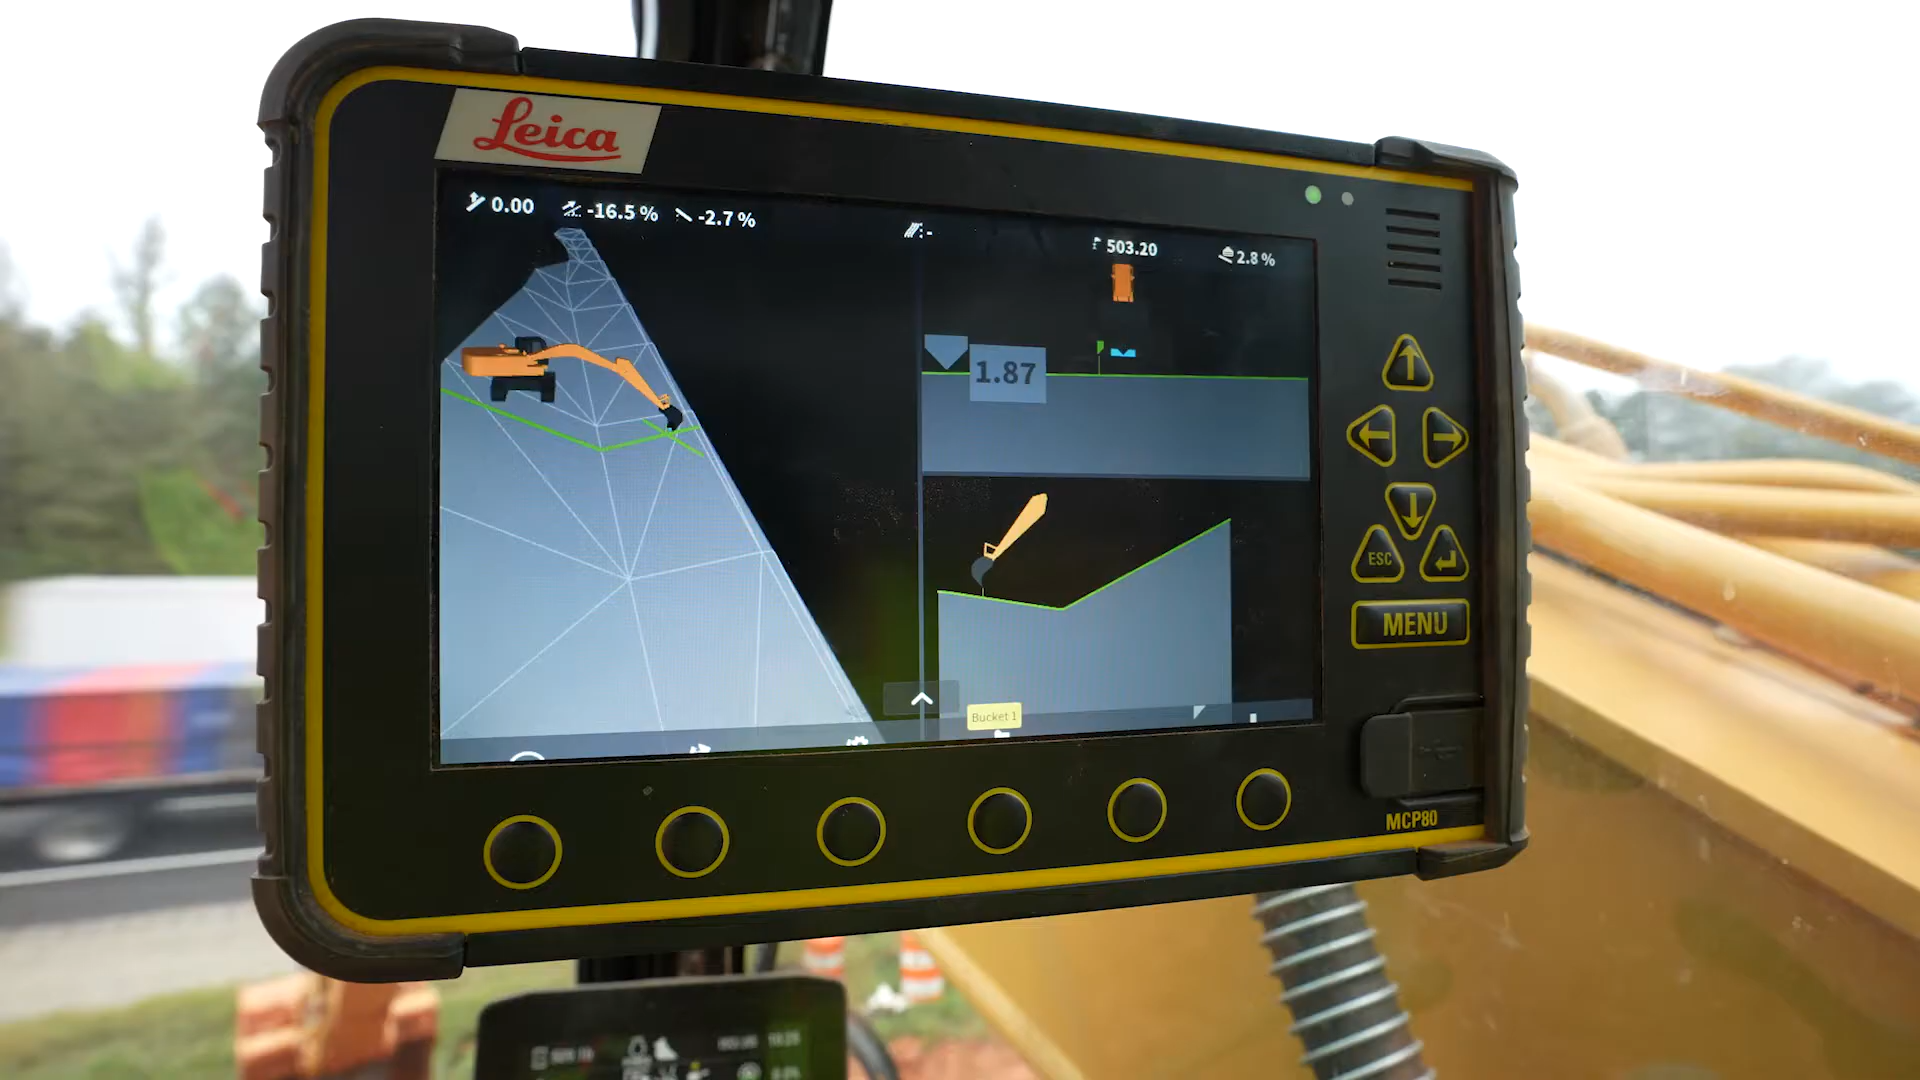 Leica
0.00 -16.5 % -2.7 %
:-
503.20
2.8 %
1.87
Bucket 1
ESC
MENU
MCP80